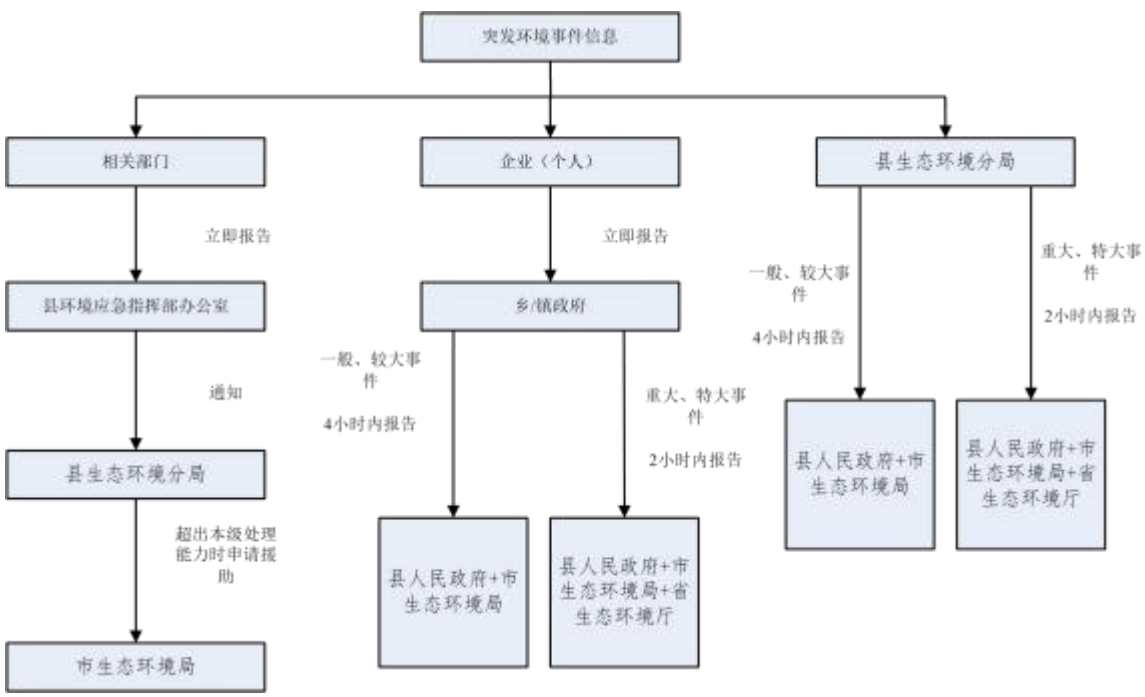 突发环境事件信息
相关部门
企业（个人）
县生态环境分局
立即报告
立即报告
一般、较大事
件
4小时内报告
重大、特大事
件
2小时内报告
县环境应急指挥部办公室
乡/镇政府
通知
一般、较大事
件
4小时内报告
重大、特大事
件
2小时内报告
县人民政府+市
生态环境局
县人民政府+市
生态环境局+省
生态环境厅
县生态环境分局
超出本级处理
能力时申请援
助
县人民政府+市
生态环境局
县人民政府+市
生态环境局+省
生态环境厅
市生态环境局